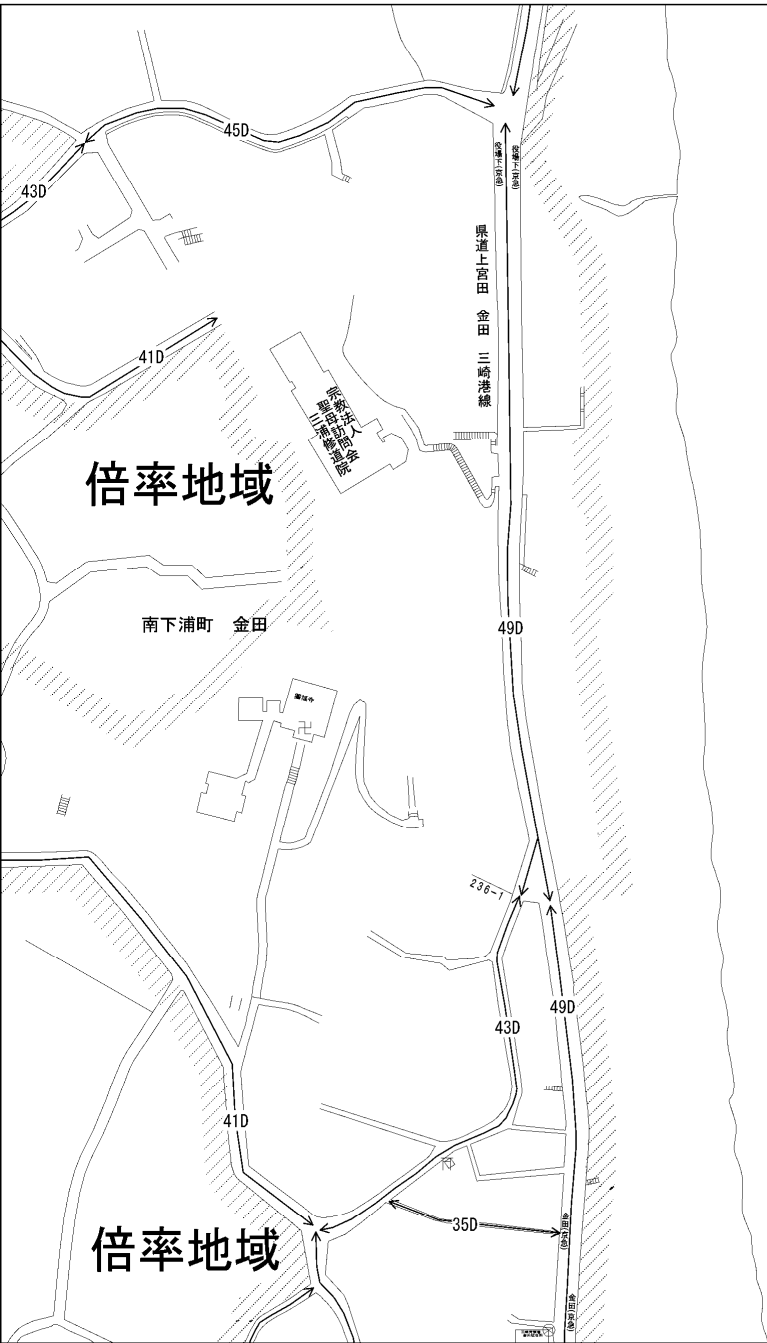 45D
43D
役場下(京急)
役場下(京急)
県道上宮田　金田　三崎港線
41D
宗教法人
聖母訪問会
三浦修道院
倍率地域
南下浦町　金田
49D
236-1
49D
43D
41D
35D
倍率地域
金田(京急)
金田(京急)